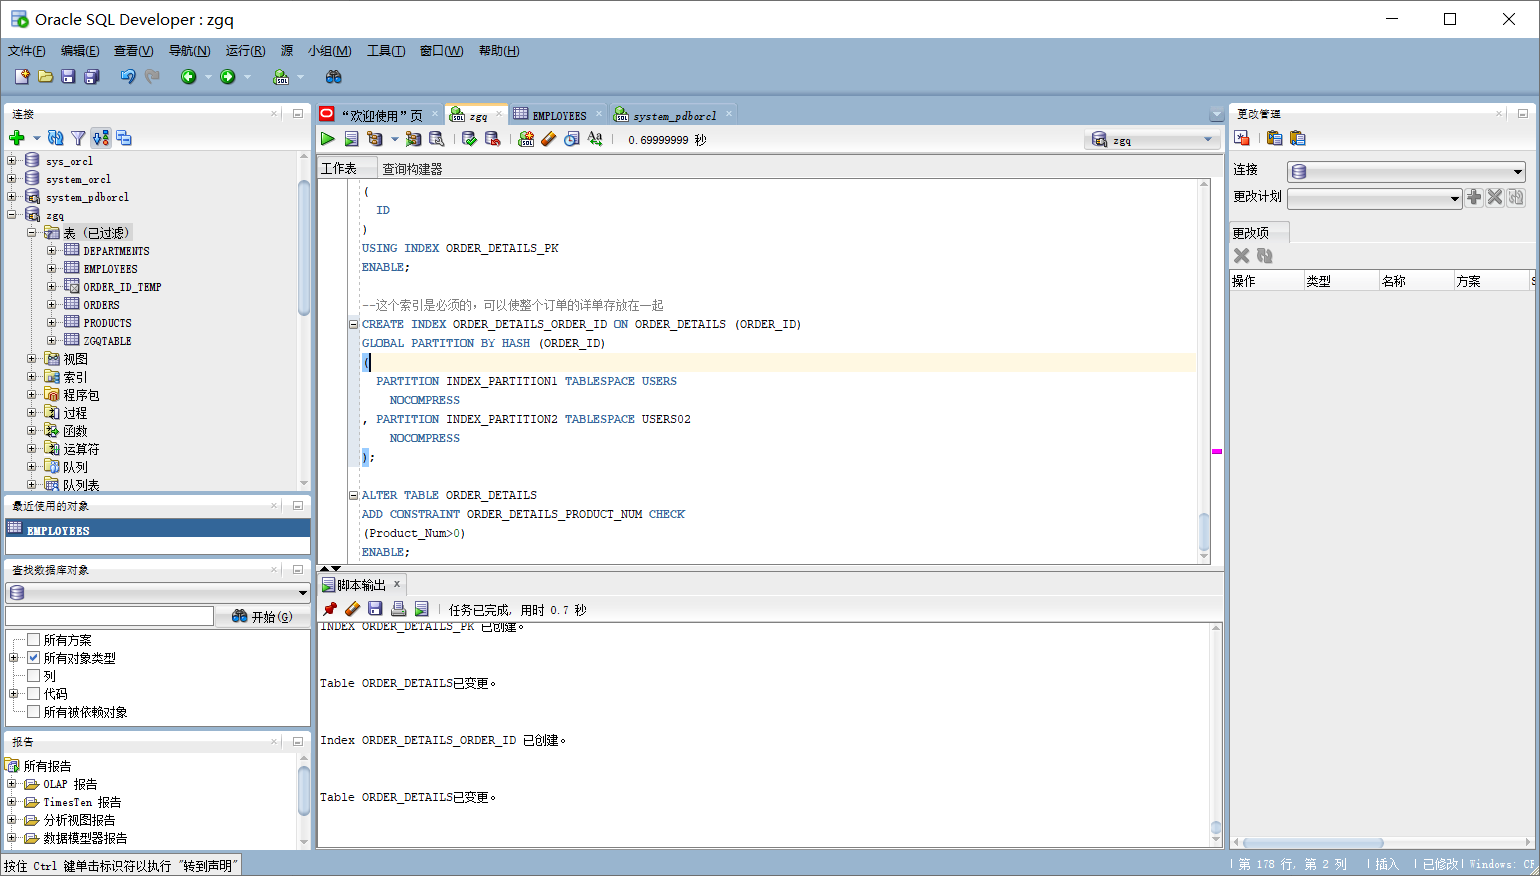 Oracle SQL Developer : zgq
文件(F) 编辑(E) 查看(V) 导航(N) 运行(R) 源 小组(M) 工具(T) 窗口(W) 帮助(H)
连接
sys_orcl
system_orcl
system_pdborcl
zgq
表 (已过滤)
DEPARTMENTS
EMPLOYEES
ORDER_ID_TEMP
ORDERS
PRODUCTS
ZGQTABLE
视图
索引
程序包
过程
函数
运算符
队列
队列表
最近使用的对象
EMPLOYEES
查找数据库对象
开始(G)
所有方案
所有对象类型
列
代码
所有被依赖对象
报告
所有报告
OLAP 报告
TimesTen 报告
分析视图报告
数据模型器报告
按住 Ctrl 键单击标识符以执行 "转到声明"
“欢迎使用”页 zgq EMPLOYEES system_pdborcl
SQL Aa 0.69999999 秒 zgq
工作表 查询构建器
(
ID
)
USING INDEX ORDER_DETAILS_PK
ENABLE;
--这个索引是必须的，可以使整个订单的详单存放在一起
CREATE INDEX ORDER_DETAILS_ORDER_ID ON ORDER_DETAILS (ORDER_ID)
GLOBAL PARTITION BY HASH (ORDER_ID)
(
PARTITION INDEX_PARTITION1 TABLESPACE USERS
NOCOMPRESS
, PARTITION INDEX_PARTITION2 TABLESPACE USERS02
NOCOMPRESS
);
ALTER TABLE ORDER_DETAILS
ADD CONSTRAINT ORDER_DETAILS_PRODUCT_NUM CHECK
(Product_Num>0)
ENABLE;
脚本输出
任务已完成, 用时 0.7 秒
INDEX ORDER_DETAILS_PK 已创建。
Table ORDER_DETAILS已变更。
Index ORDER_DETAILS_ORDER_ID 已创建。
Table ORDER_DETAILS已变更。
更改管理
连接
更改计划
更改项
操作 类型 名称 方案 S
第 178 行, 第 2 列 插入 已修改 Windows: CF